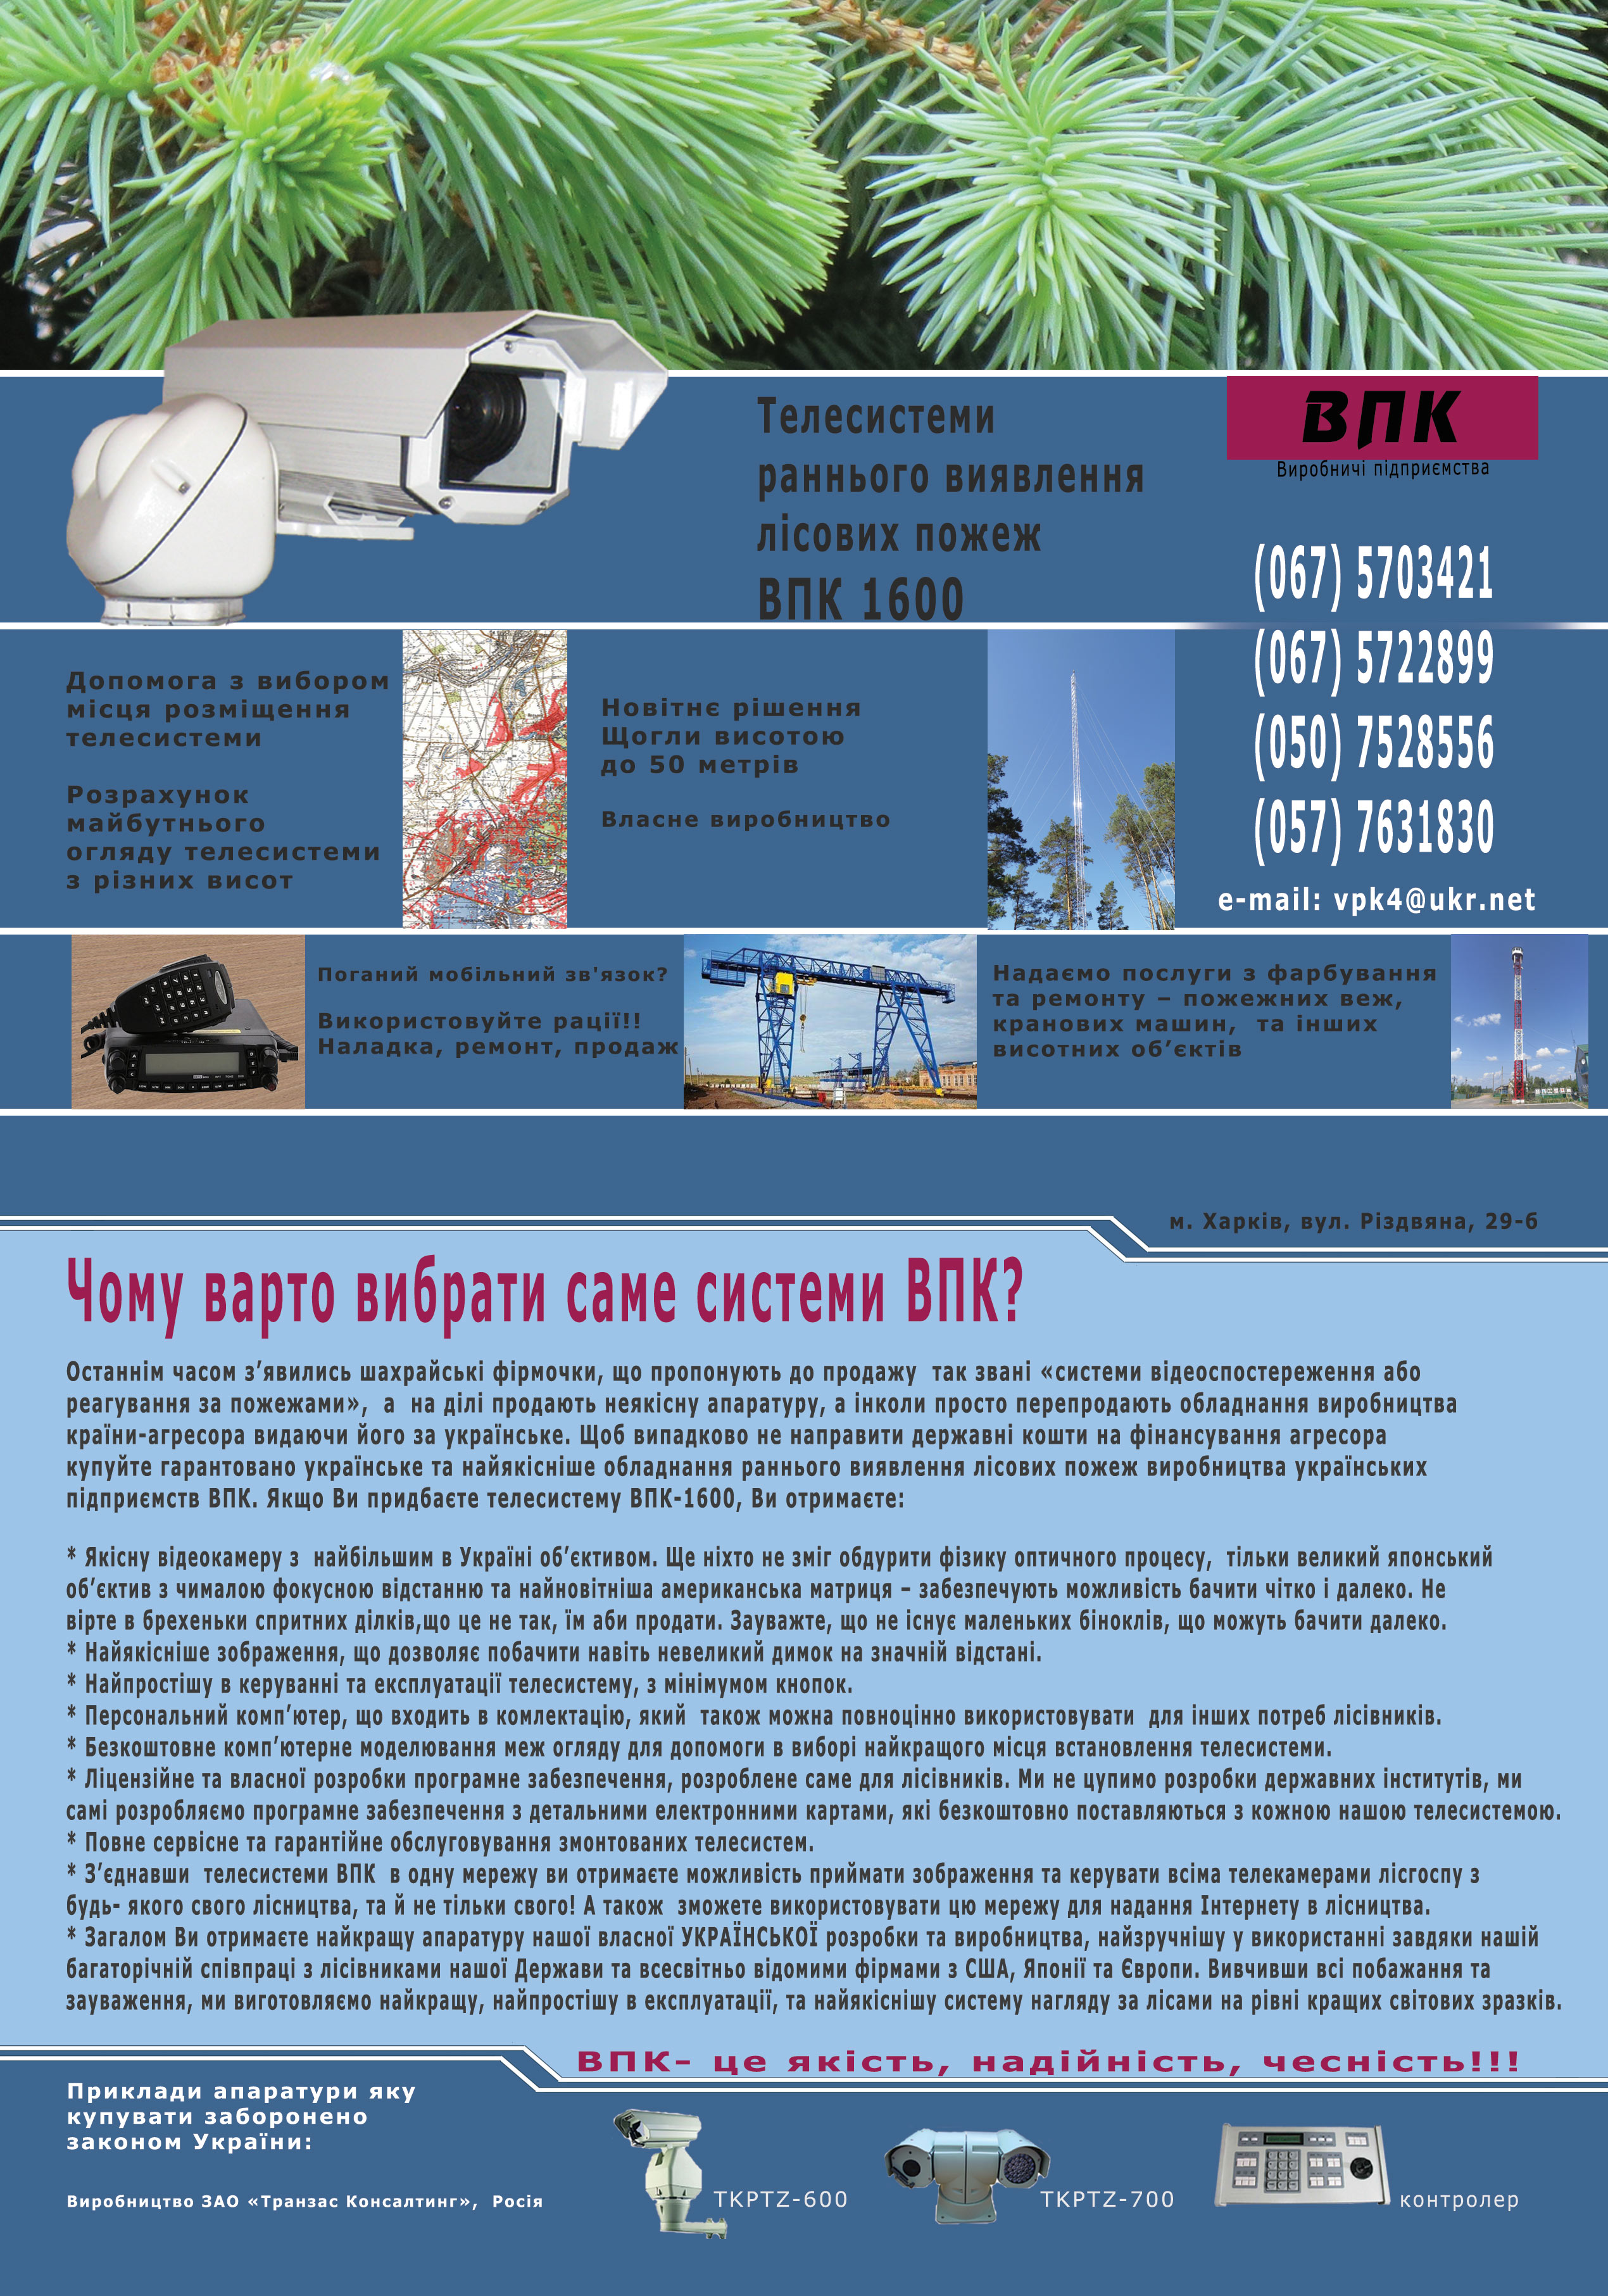 Телесистеми
раннього виявлення
лісових пожеж
ВПК 1600
ВПК
Виробничі підприємства
(067) 5703421
(067) 5722899
(050) 7528556
(057) 7631830
e-mail: vpk4@ukr.net
Допомога з вибором
місця розміщення
телесистеми
Розрахунок
майбутнього
огляду телесистеми
з різних висот
Новітнє рішення
Щогли висотою
до 50 метрів
Власне виробництво
Поганий мобільний зв'язок?
Використовуйте рації!!
Наладка, ремонт, продаж
Надаємо послуги з фарбування
та ремонту – пожежних веж,
кранових машин, та інших
висотних об’єктів
м. Харків, вул. Різдвяна, 29-б
Чому варто вибрати саме системи ВПК?
Останнім часом з’явились шахрайські фірмочки, що пропонують до продажу так звані «системи відеоспостереження або
реагування за пожежами», а на ділі продають неякісну апаратуру, а інколи просто перепродають обладнання виробництва
країни-агресора видаючи його за українське. Щоб випадково не направити державні кошти на фінансування агресора
купуйте гарантовано українське та найякісніше обладнання раннього виявлення лісових пожеж виробництва українських
підприємств ВПК. Якщо Ви придбаєте телесистему ВПК-1600, Ви отримаєте:
* Якісну відеокамеру з найбільшим в Україні об’єктивом. Ще ніхто не зміг обдурити фізику оптичного процесу, тільки великий японський
об’єктив з чималою фокусною відстанню та найновітніша американська матриця – забезпечують можливість бачити чітко і далеко. Не
вірте в брехеньки спритних ділків,що це не так, їм аби продати. Зауважте, що не існує маленьких біноклів, що можуть бачити далеко.
* Найякісніше зображення, що дозволяє побачити навіть невеликий димок на значній відстані.
* Найпростішу в керуванні та експлуатації телесистему, з мінімумом кнопок.
* Персональний комп’ютер, що входить в комлектацію, який також можна повноцінно використовувати для інших потреб лісівників.
* Безкоштовне комп’ютерне моделювання меж огляду для допомоги в виборі найкращого місця встановлення телесистеми.
* Ліцензійне та власної розробки програмне забезпечення, розроблене саме для лісівників. Ми не цупимо розробки державних інститутів, ми
самі розробляємо програмне забезпечення з детальними електронними картами, які безкоштовно поставляються з кожною нашою телесистемою.
* Повне сервісне та гарантійне обслуговування змонтованих телесистем.
* З’єднавши телесистеми ВПК в одну мережу ви отримаєте можливість приймати зображення та керувати всіма телекамерами лісгоспу з
будь- якого свого лісництва, та й не тільки свого! А також зможете використовувати цю мережу для надання Інтернету в лісництва.
* Загалом Ви отримаєте найкращу апаратуру нашої власної УКРАЇНСЬКОЇ розробки та виробництва, найзручнішу у використанні завдяки нашій
багаторічній співпраці з лісівниками нашої Держави та всесвітньо відомими фірмами з США, Японії та Європи. Вивчивши всі побажання та
зауваження, ми виготовляємо найкращу, найпростішу в експлуатації, та найякіснішу систему нагляду за лісами на рівні кращих світових зразків.
ВПК– це якість, надійність, чесність!!!
Приклади апаратури яку
купувати заборонено
законом України:
Виробництво ЗАО «Транзас Консалтинг», Росія
TKPTZ-600
TKPTZ-700
контролер